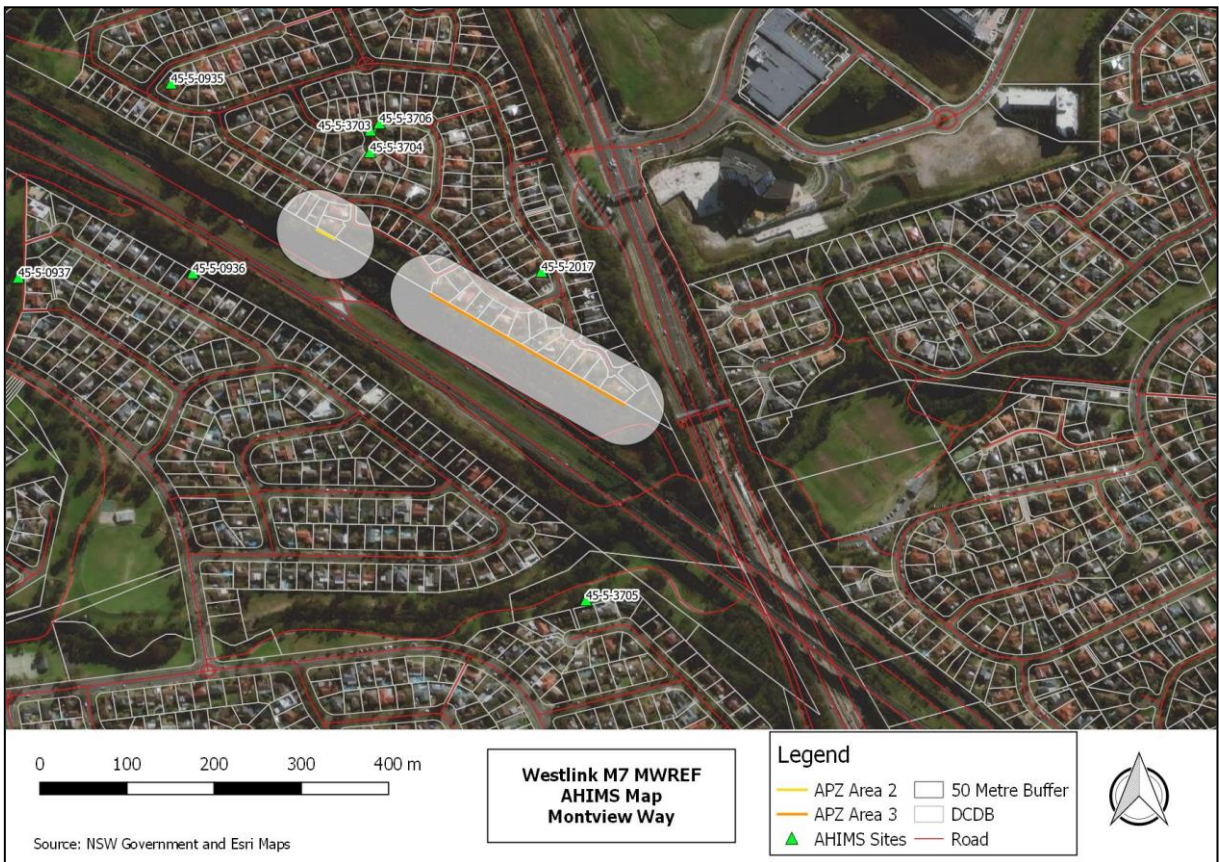 45-5-0935
45-5-3706
45-5-3703
45-5-3704
45-5-2017
45-5-0937
45-5-0936
45-5-3705
0 100 200 300 400 m
Source: NSW Government and Esri Maps
Westlink M7 MWREF
AHIMS Map
Montview Way
Legend
APZ Area 2
50 Metre Buffer
APZ Area 3
DCDB
AHIMS Sites
Road